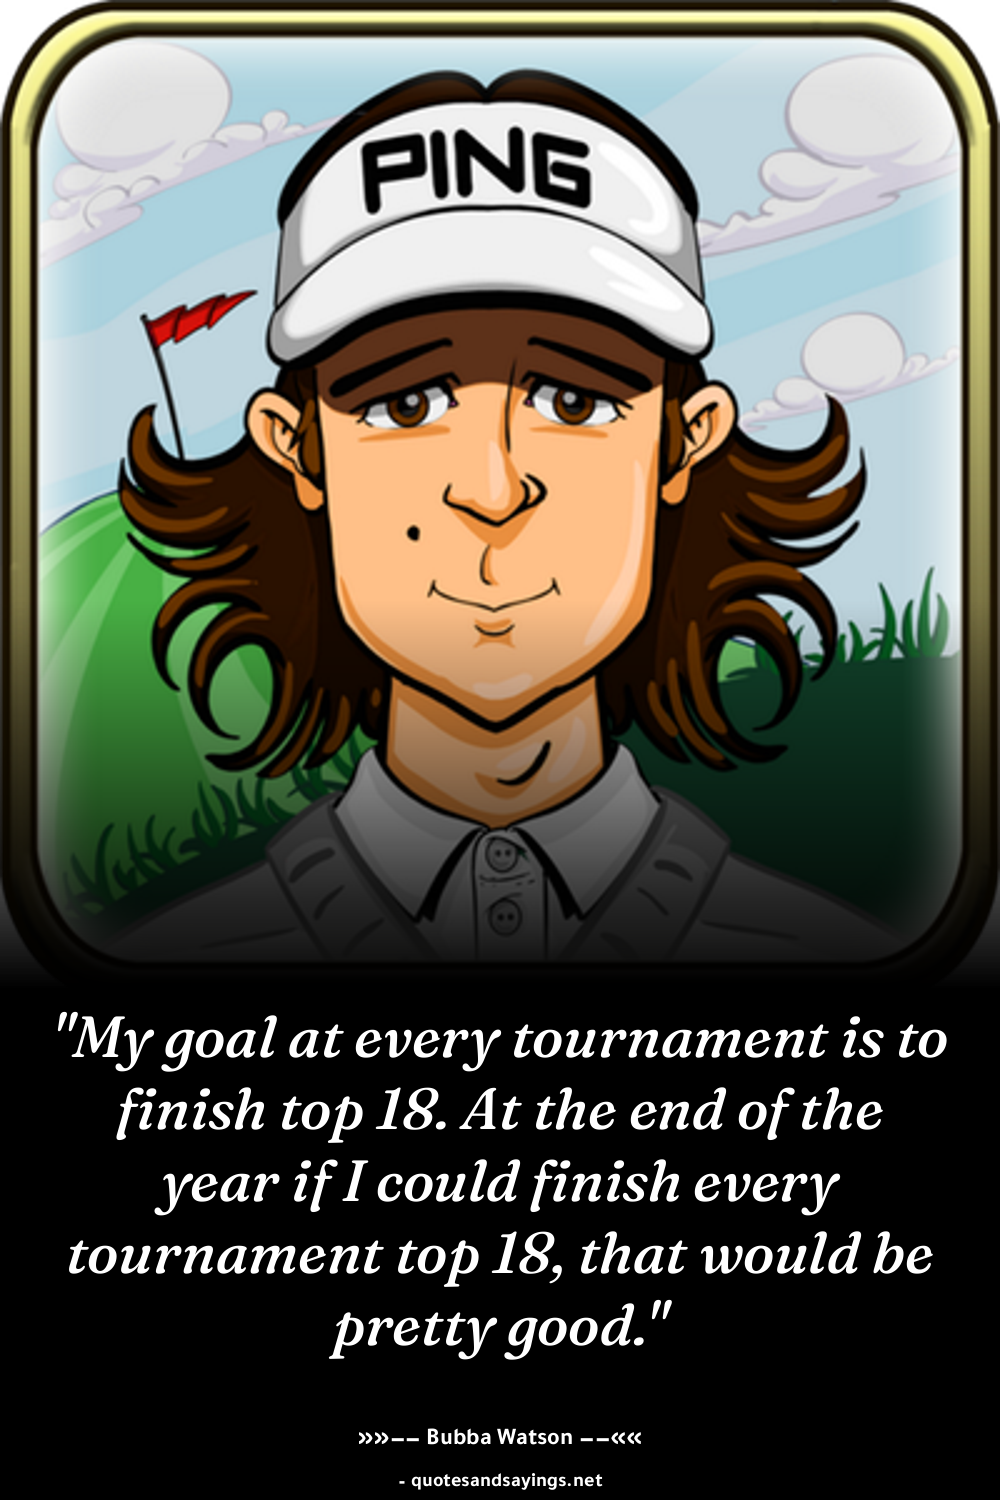 PING
"My goal at every tournament is to
finish top 18. At the end of the
year if I could finish every
tournament top 18, that would be
pretty good."
»»–– Bubba Watson ––««
- quotesandsayings.net